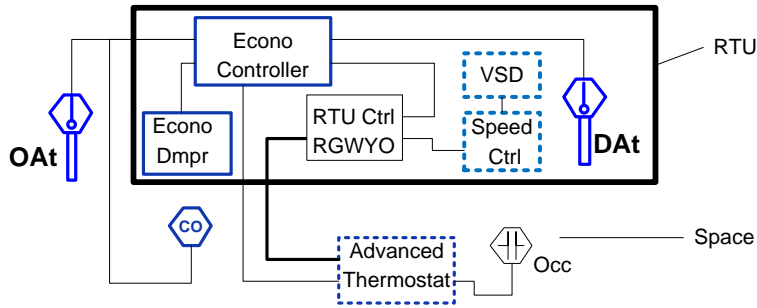 Econo
Controller
RTU
VSD
Econo
Dmpr
RTU Ctrl
RGWYO
Speed
Ctrl
OAt
DAt
CO
Advanced
Thermostat
Occ
Space